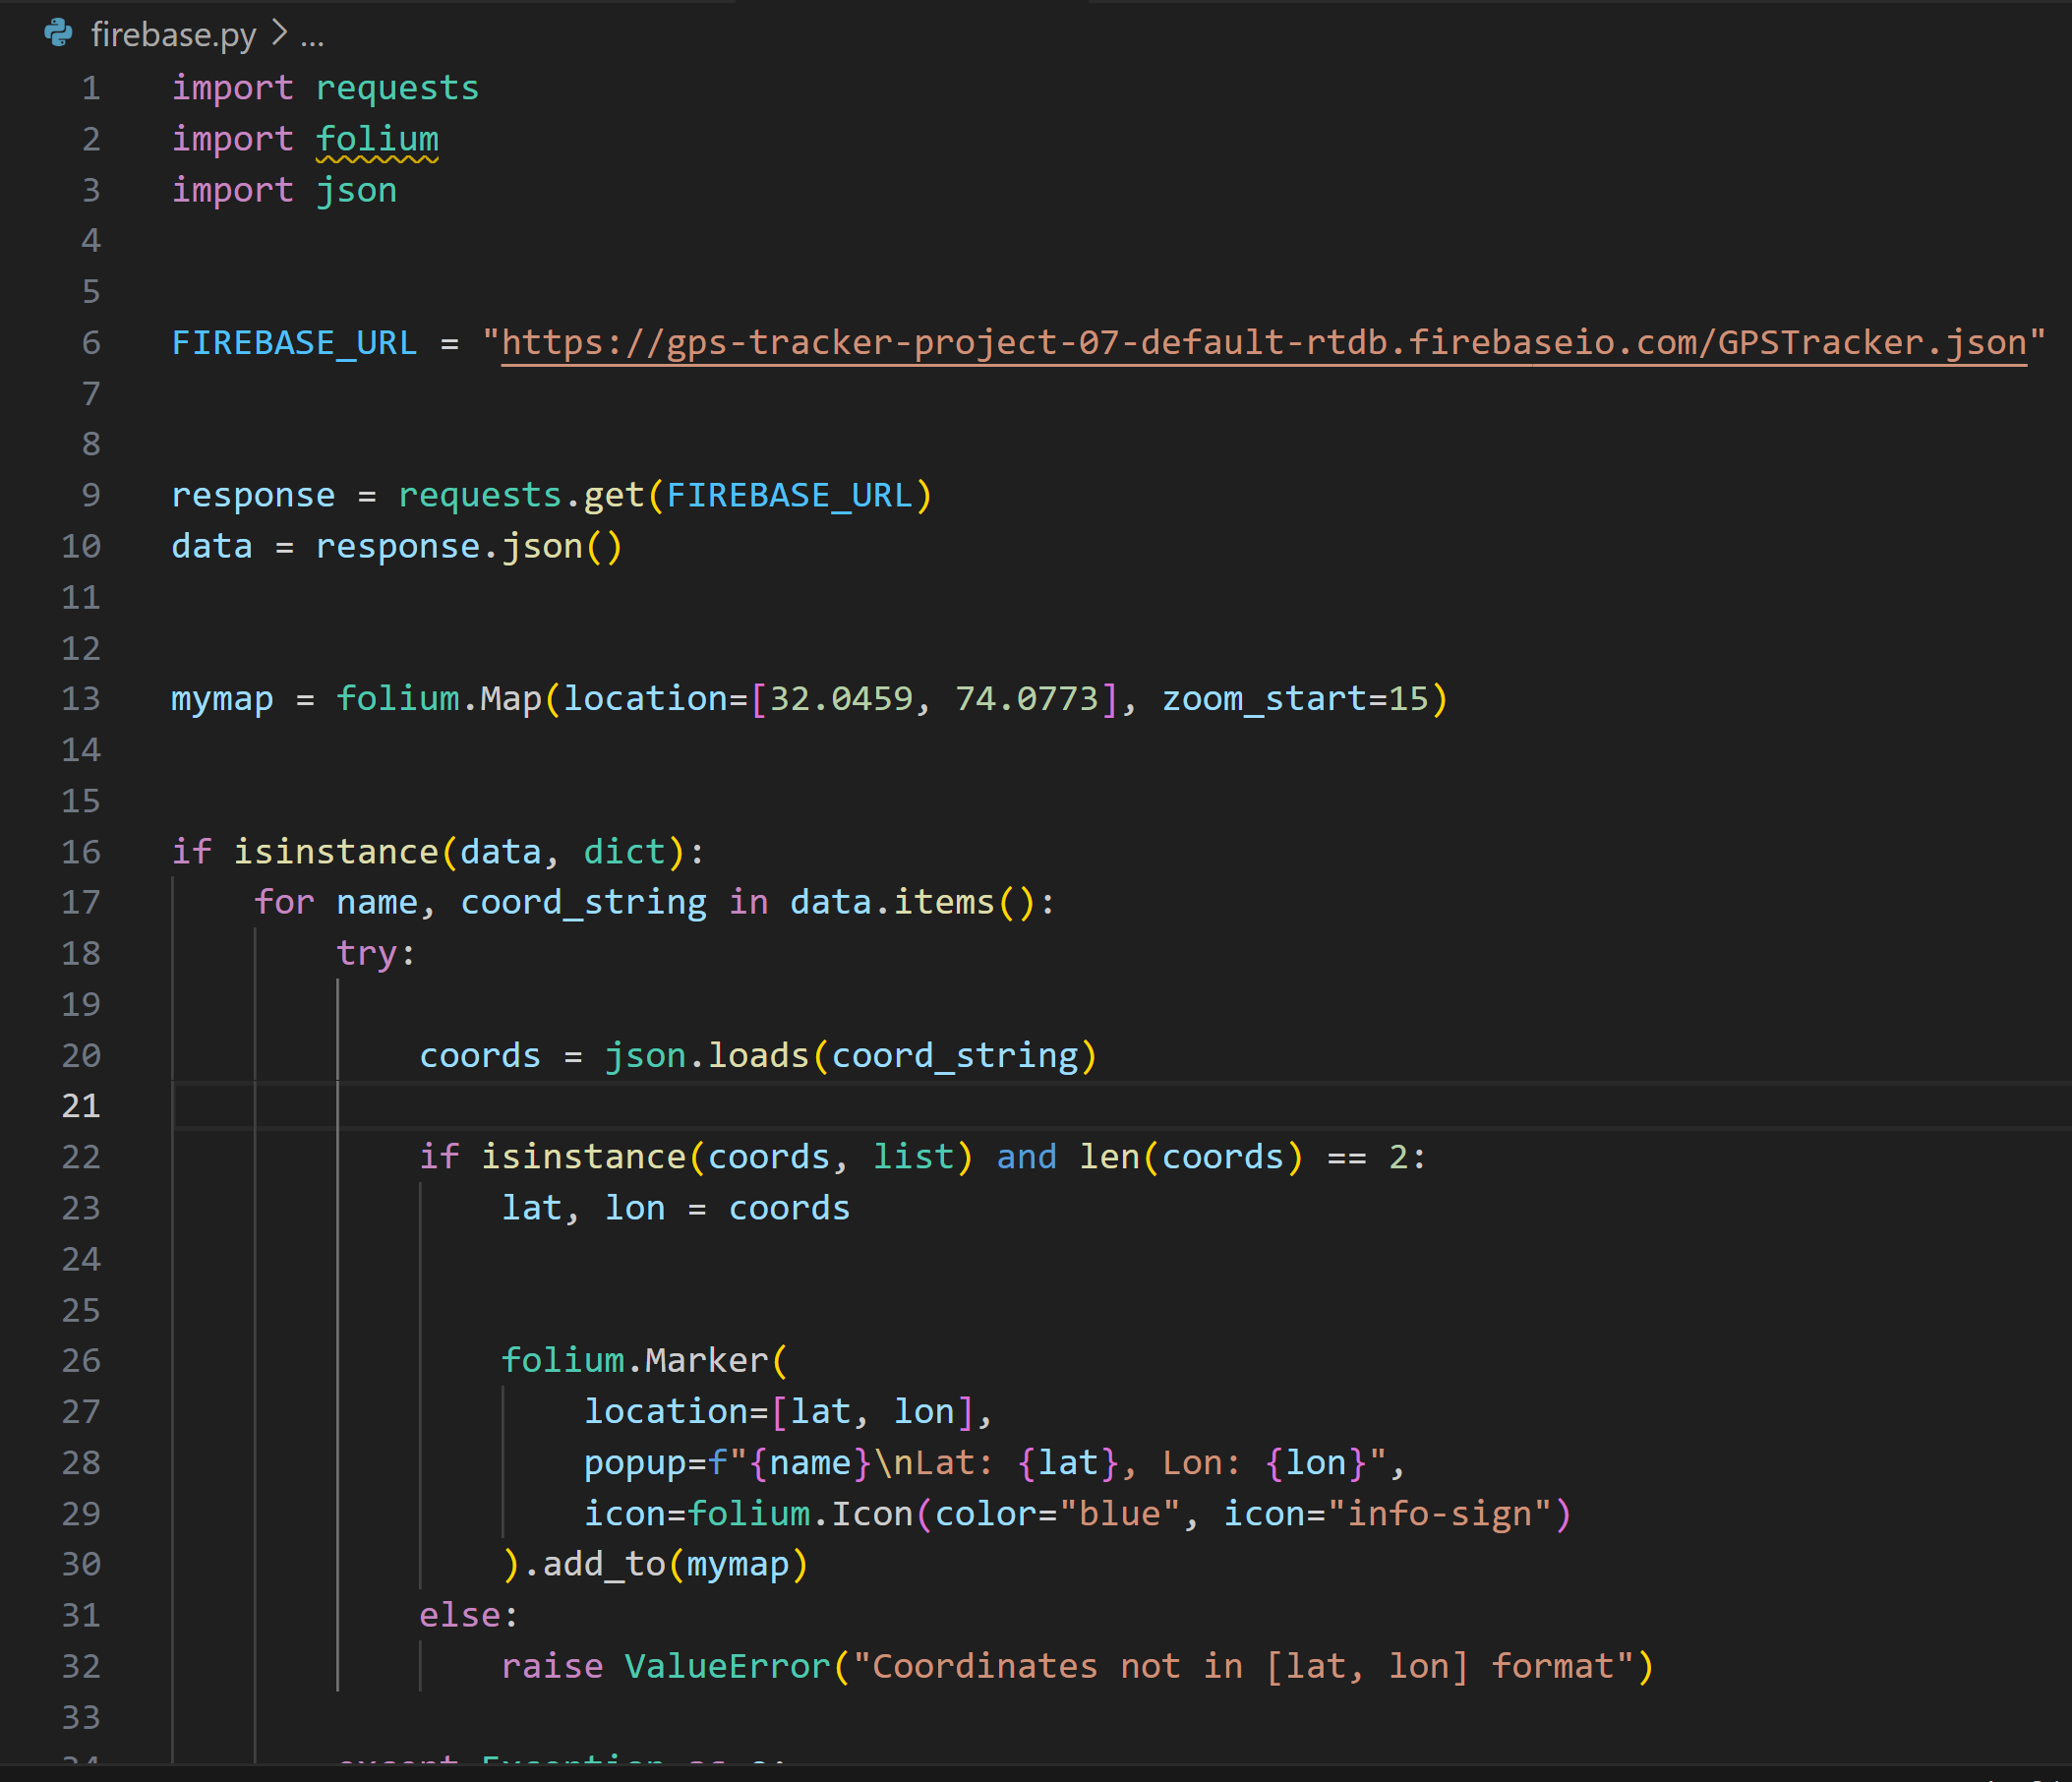 firebase.py > ...
1 import requests
2 import folium
3 import json
4
5
6 FIREBASE_URL = "https://gps-tracker-project-07-default-rtdb.firebaseio.com/GPSTracker.json"
7
8
9 response = requests.get(FIREBASE_URL)
10 data = response.json()
11
12
13 mymap = folium.Map(location=[32.0459, 74.0773], zoom_start=15)
14
15
16 if isinstance(data, dict):
17     for name, coord_string in data.items():
18         try:
19
20             coords = json.loads(coord_string)
21
22             if isinstance(coords, list) and len(coords) == 2:
23                 lat, lon = coords
24
25
26                 folium.Marker(
27                     location=[lat, lon],
28                     popup=f"{name}\nLat: {lat}, Lon: {lon}",
29                     icon=folium.Icon(color="blue", icon="info-sign")
30                 ).add_to(mymap)
31             else:
32                 raise ValueError("Coordinates not in [lat, lon] format")
33
34         except Exception as e: